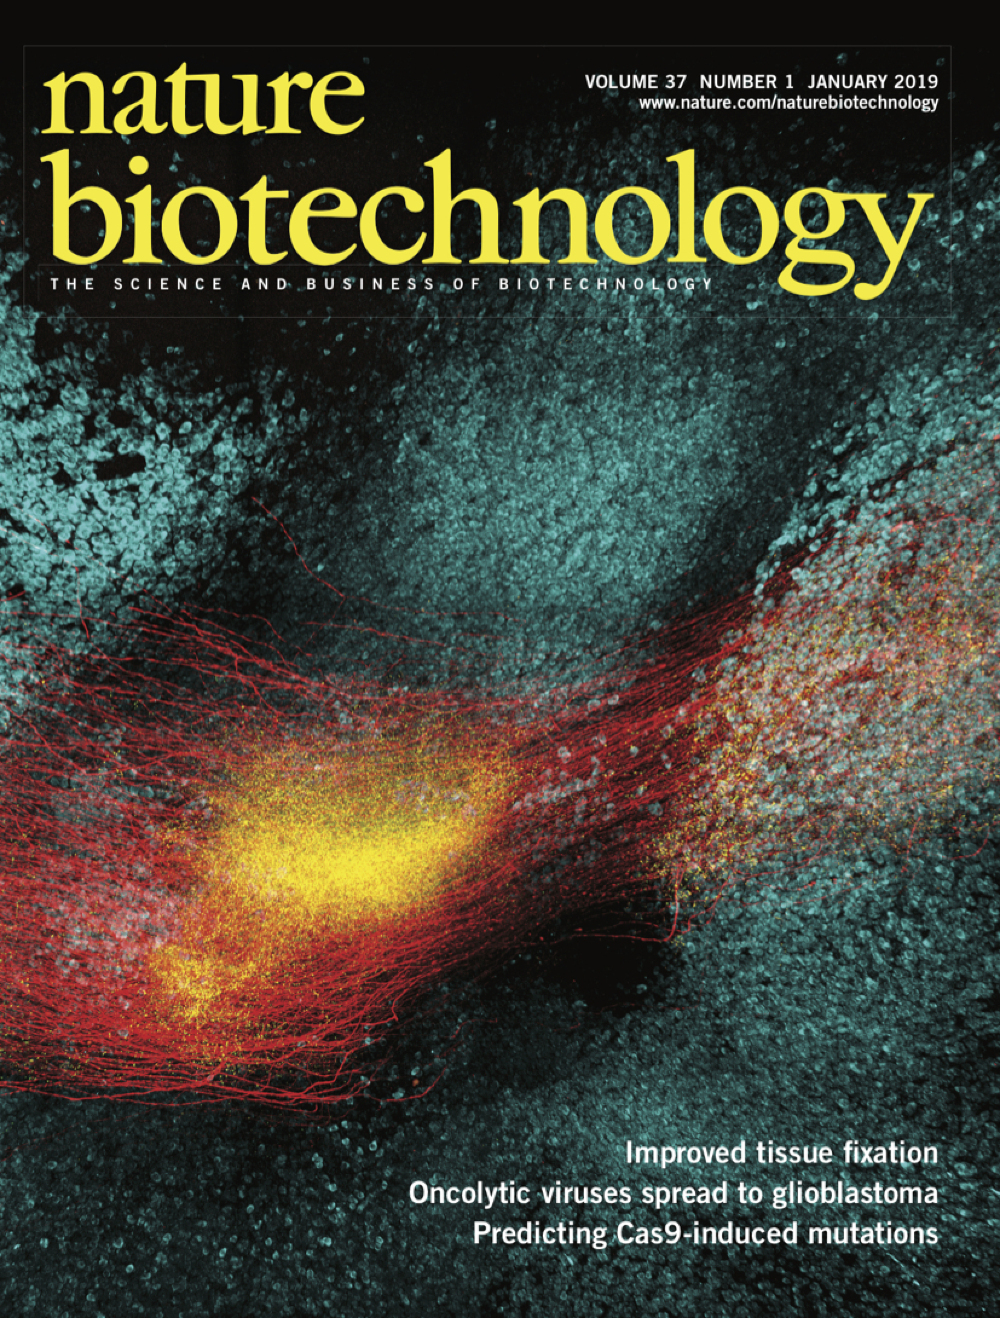 nature
VOLUME 37 NUMBER 1 JANUARY 2019
www.nature.com/naturebiotechnology
biotechnology
THE SCIENCE AND BUSINESS OF BIOTECHNOLOGY
Improved tissue fixation
Oncolytic viruses spread to glioblastoma
Predicting Cas9-induced mutations